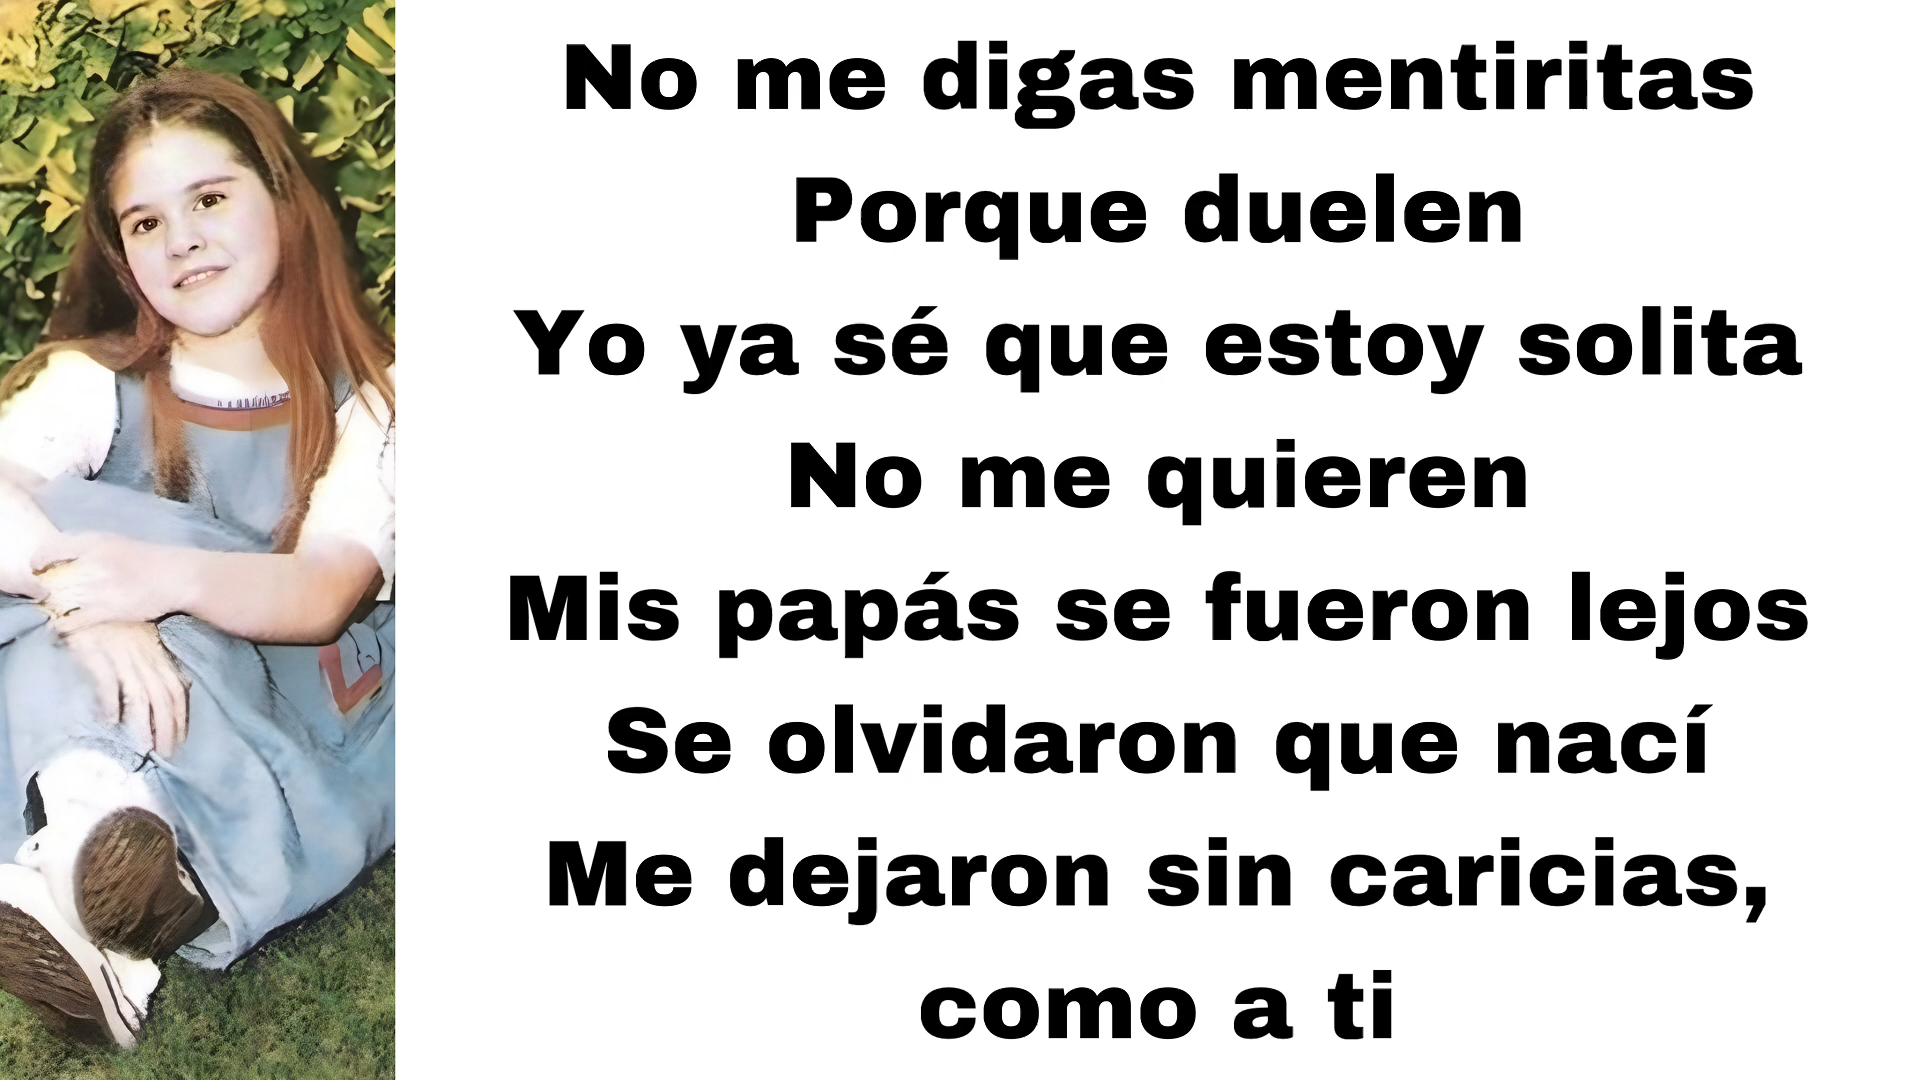 No me digas mentiritas
Porque duelen
Yo ya sé que estoy solita
No me quieren
Mis papás se fueron lejos
Se olvidaron que nací
Me dejaron sin caricias,
como a ti